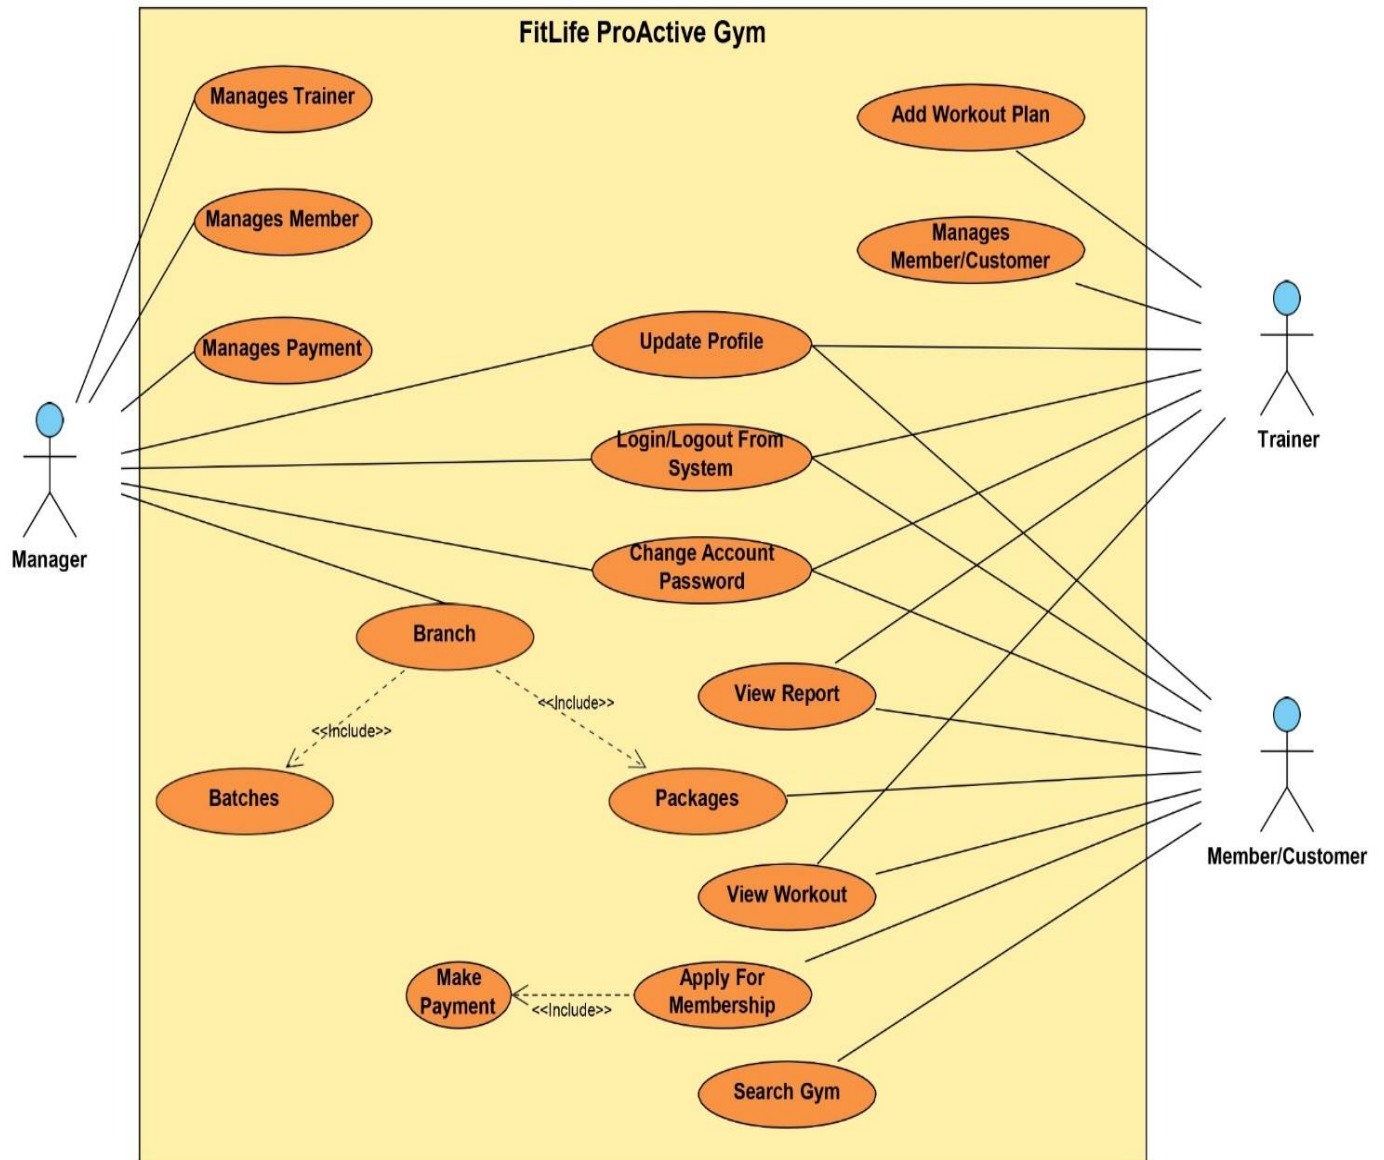 FitLife ProActive Gym
Manages Trainer
Add Workout Plan
Manages Member
Manages
Member/Customer
Manages Payment
Update Profile
Login/Logout From
System
Trainer
Manager
Change Account
Password
Branch
View Report
<<Include>>
<<Include>>
Batches
Packages
Member/Customer
View Workout
Make
Payment
<<Include>>
Apply For
Membership
Search Gym